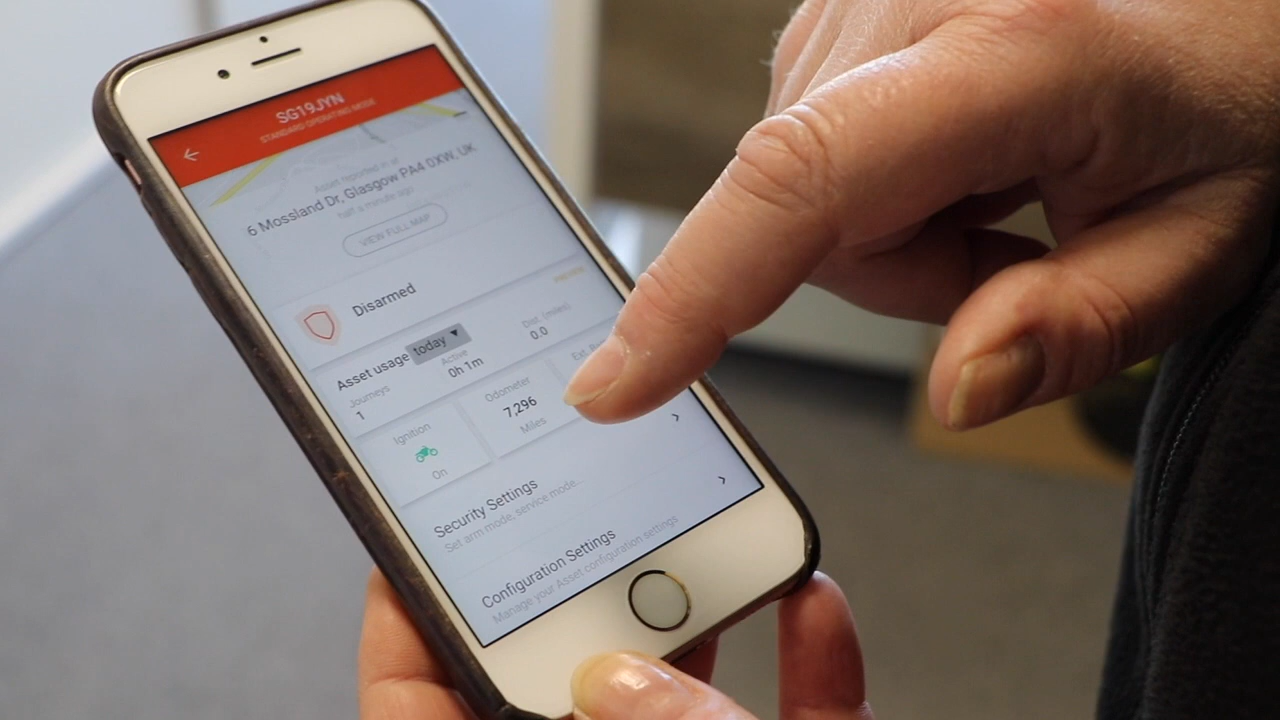 SG19JYN
STANDARD OPERATING MODE
Asset reported in at
6 Mossland Dr, Glasgow PA4 0XW, UK
half a minute ago
VIEW FULL MAP
Disarmed
Asset usage today ▼
Journeys
1
Active
0h 1m
Dist. (miles)
0.0
Ignition
On
Odometer
7,296
Miles
Ext.
Security Settings
Set arm mode, service mode...
Configuration Settings
Manage your Asset configuration settings